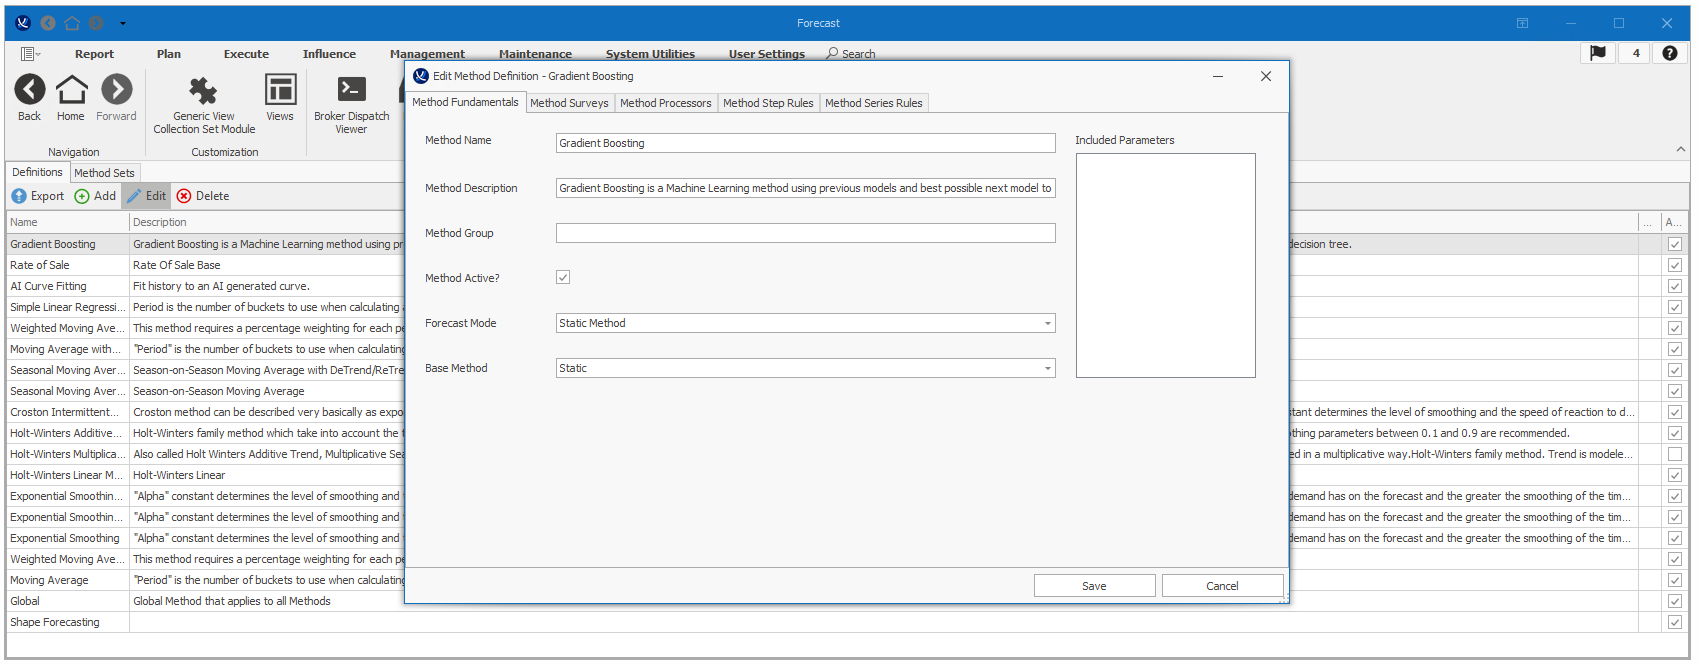 Forecast
Report Plan Execute Influence Management Maintenance System Utilities User Settings Search 4 ?
Back Home Forward Generic View Collection Set Module Views Broker Dispatch Viewer
Navigation Customization
Definitions Method Sets
Export Add Edit Delete
Name Description ... A...
Gradient Boosting Gradient Boosting is a Machine Learning method using pr decision tree.
Rate of Sale Rate Of Sale Base
AI Curve Fitting Fit history to an AI generated curve.
Simple Linear Regressi... Period is the number of buckets to use when calculating
Weighted Moving Ave... This method requires a percentage weighting for each pe
Moving Average with... "Period" is the number of buckets to use when calculating
Seasonal Moving Aver... Season-on-Season Moving Average with DeTrend/ReTre
Seasonal Moving Aver... Season-on-Season Moving Average
Croston Intermittent... Croston method can be described very basically as expo stant determines the level of smoothing and the speed of reaction to d...
Holt-Winters Additive... Holt-Winters family method which take into account the t othing parameters between 0.1 and 0.9 are recommended.
Holt-Winters Multiplica... Also called Holt Winters Additive Trend, Multiplicative Sea ed in a multiplicative way.Holt-Winters family method. Trend is modele...
Holt-Winters Linear M... Holt-Winters Linear
Exponential Smoothin... "Alpha" constant determines the level of smoothing and demand has on the forecast and the greater the smoothing of the tim...
Exponential Smoothin... "Alpha" constant determines the level of smoothing and demand has on the forecast and the greater the smoothing of the tim...
Exponential Smoothing "Alpha" constant determines the level of smoothing and demand has on the forecast and the greater the smoothing of the tim...
Weighted Moving Ave... This method requires a percentage weighting for each pe
Moving Average "Period" is the number of buckets to use when calculating
Global Global Method that applies to all Methods
Shape Forecasting
Edit Method Definition - Gradient Boosting
Method Fundamentals Method Surveys Method Processors Method Step Rules Method Series Rules
Method Name Gradient Boosting Included Parameters
Method Description Gradient Boosting is a Machine Learning method using previous models and best possible next model to
Method Group
Method Active?
Forecast Mode Static Method
Base Method Static
Save Cancel